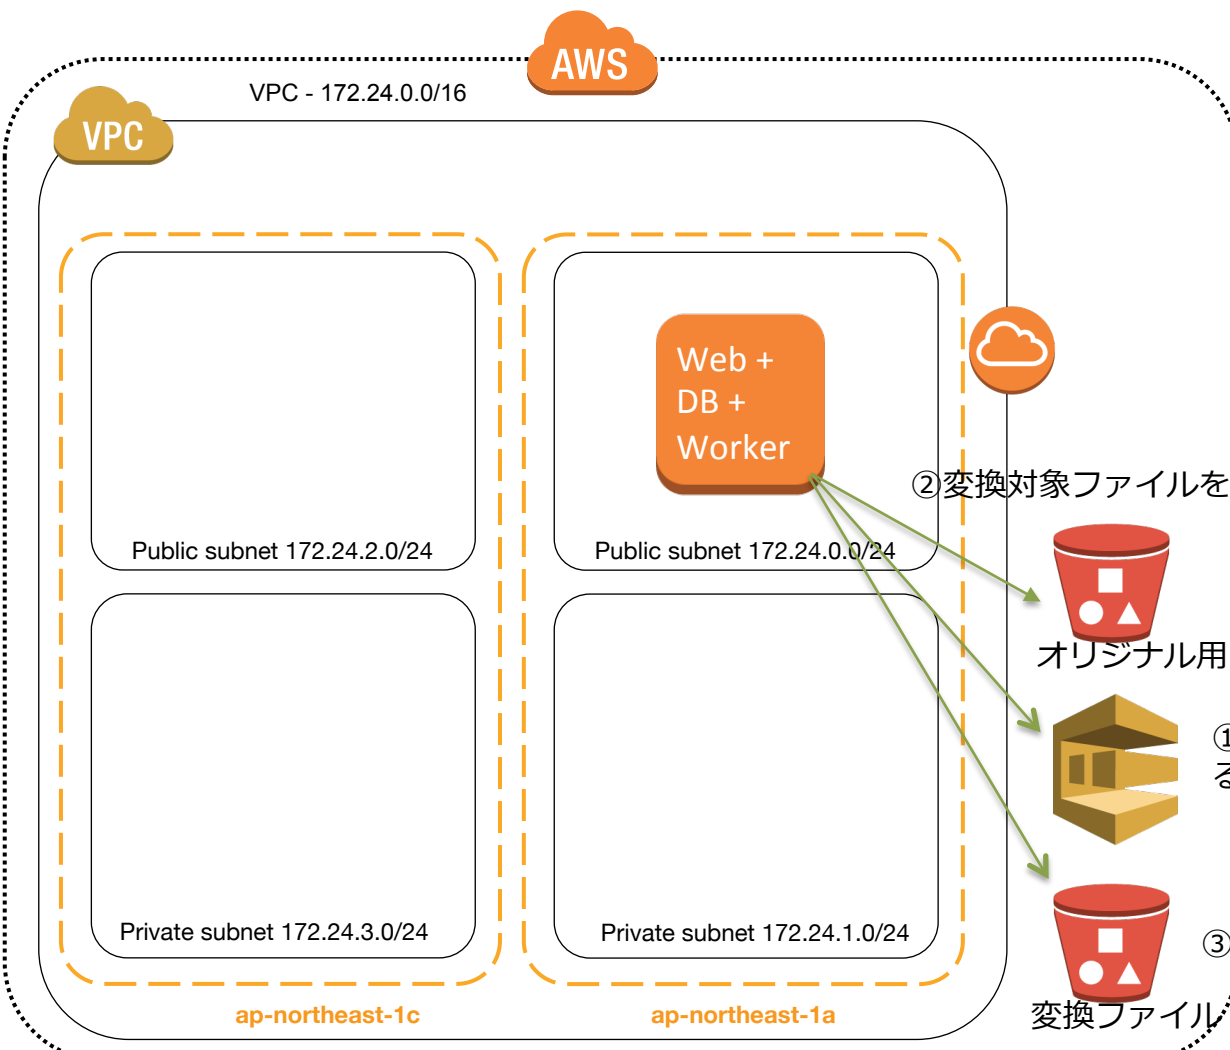 AWS
VPC - 172.24.0.0/16
VPC
Web +
DB +
Worker
②変換対象ファイルを
Public subnet 172.24.2.0/24
Public subnet 172.24.0.0/24
オリジナル用
①
る
Private subnet 172.24.3.0/24
Private subnet 172.24.1.0/24
③
変換ファイル
ap-northeast-1c
ap-northeast-1a